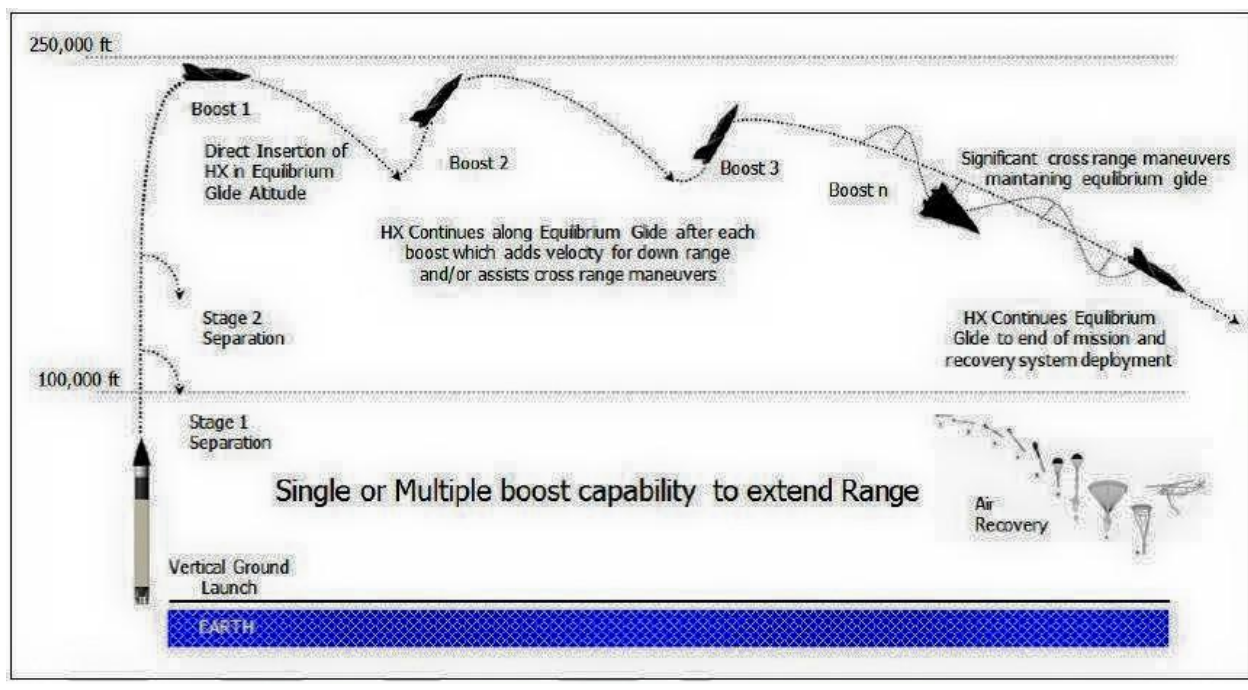 250,000 ft
Boost 1
Direct Insertion of
HX in Equilibrium
Glide Altitude
Boost 2
Boost 3
Boost n
Significant cross range maneuvers
maintaning equlibrium glide
HX Continues along Equilibrium Glide after each
boost which adds velocity for down range
and/or assists cross range maneuvers
Stage 2
Separation
HX Continues Equilibrium
Glide to end of mission and
recovery system deployment
100,000 ft
Stage 1
Separation
Single or Multiple boost capability to extend Range
Air
Recovery
Vertical Ground
Launch
EARTH